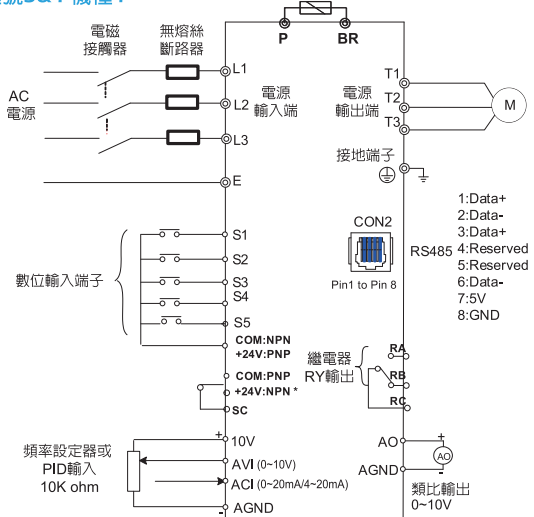 P
BR
電磁
接觸器
無熔絲
斷路器
AC
電源
L1
L2
L3
E
電源
輸入端
電源
輸出端
T1
T2
T3
M
接地端子
CON2
Pin1 to Pin 8
RS485
1:Data+
2:Data-
3:Data+
4:Reserved
5:Reserved
6:Data-
7:5V
8:GND
數位輸入端子
S1
S2
S3
S4
S5
COM:NPN
+24V:PNP
COM:PNP
+24V:NPN *
SC
繼電器
RY輸出
RA
RB
RC
頻率設定器或
PID輸入
10K ohm
+
10V
AVI (0~10V)
ACI (0~20mA/4~20mA)
-
AGND
AO
AGND
+
AO
-
類比輸出
0~10V